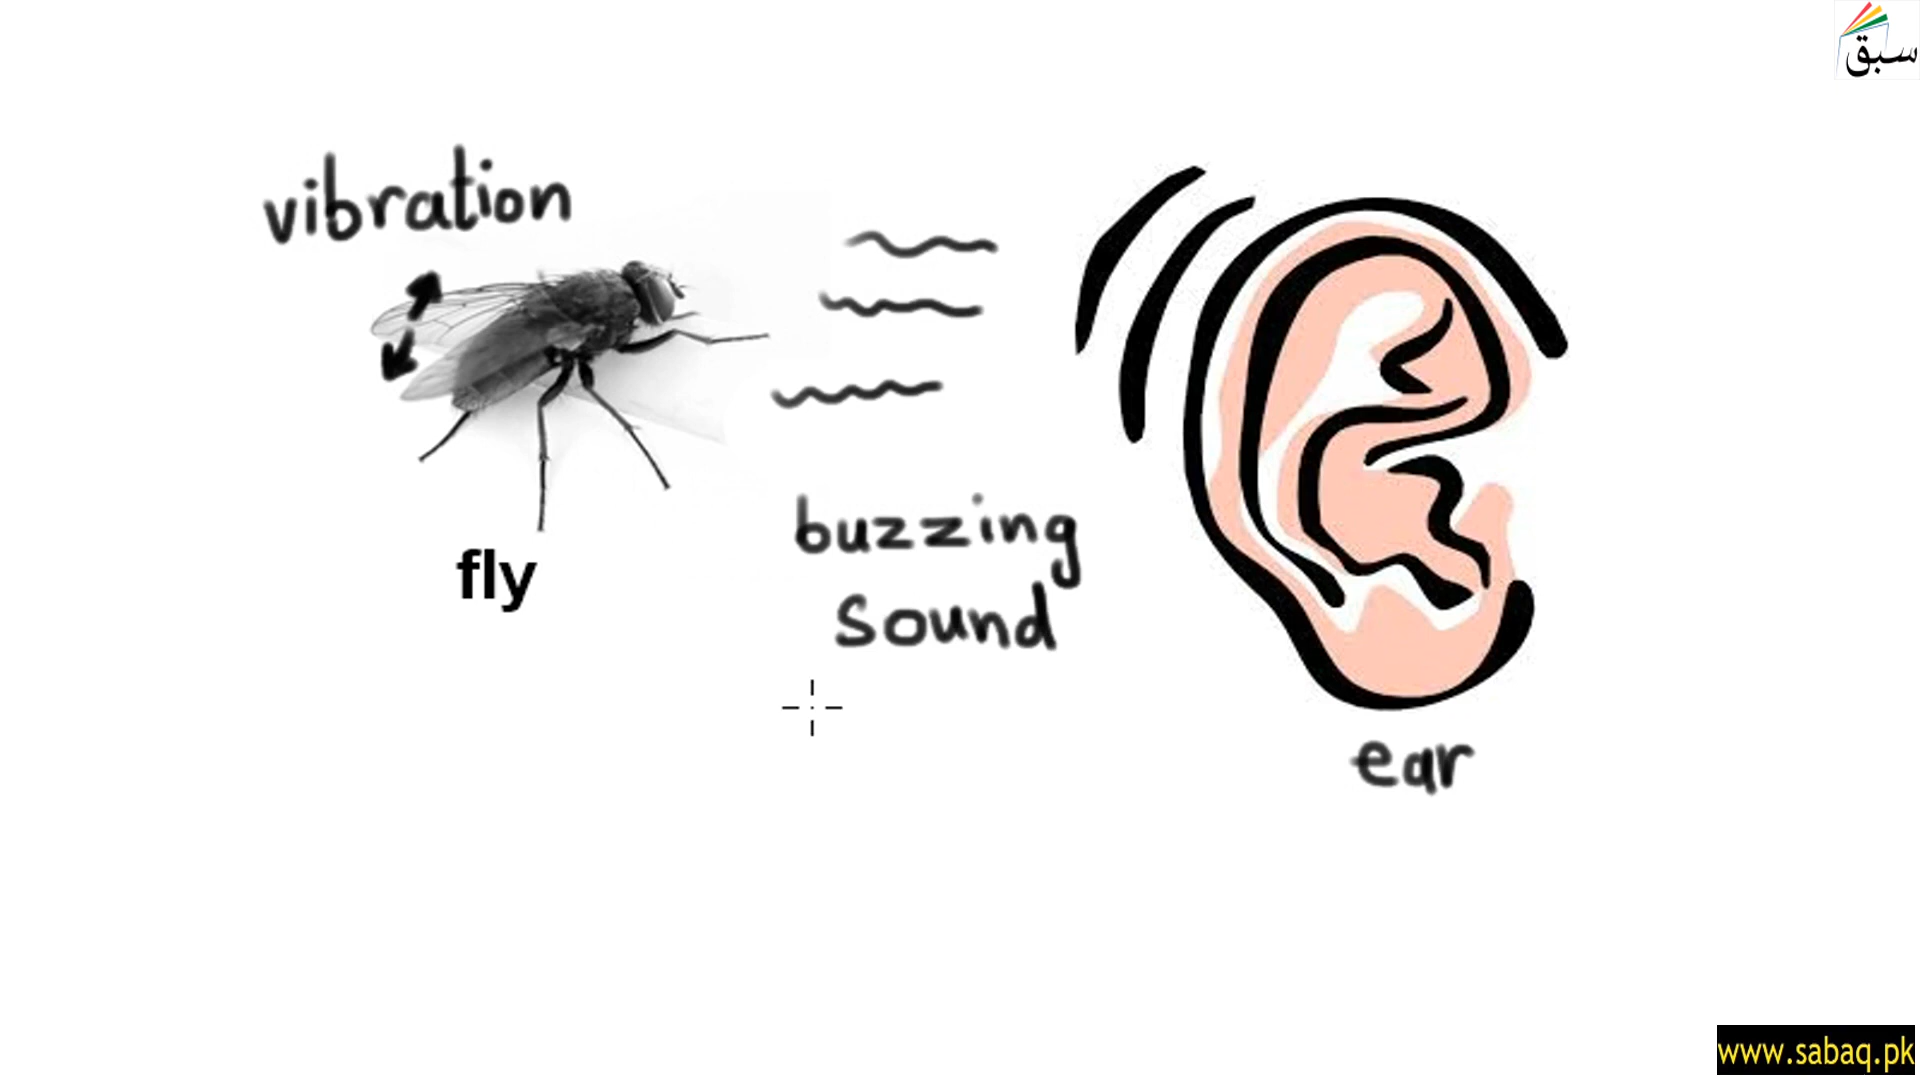 سبق
vibration
fly
buzzing
sound
ear
www.sabaq.pk